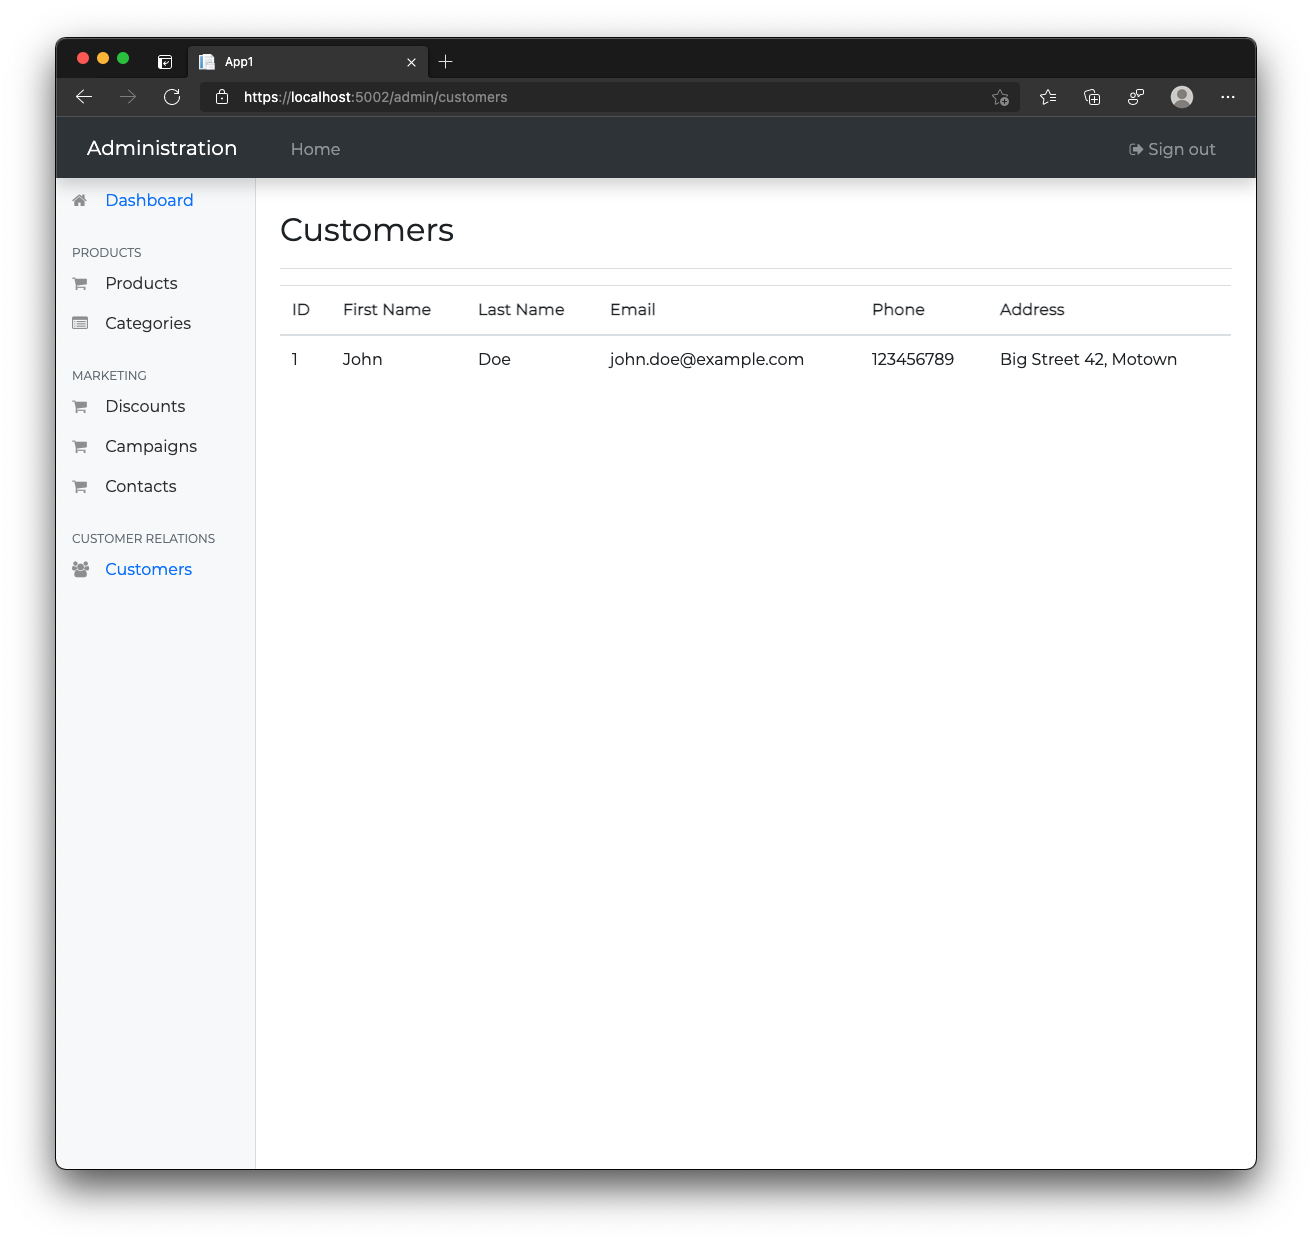 App1
https://localhost:5002/admin/customers
Administration Home Sign out
Dashboard
PRODUCTS
Products
Categories
MARKETING
Discounts
Campaigns
Contacts
CUSTOMER RELATIONS
Customers
Customers
ID First Name Last Name Email Phone Address
1 John Doe john.doe@example.com 123456789 Big Street 42, Motown